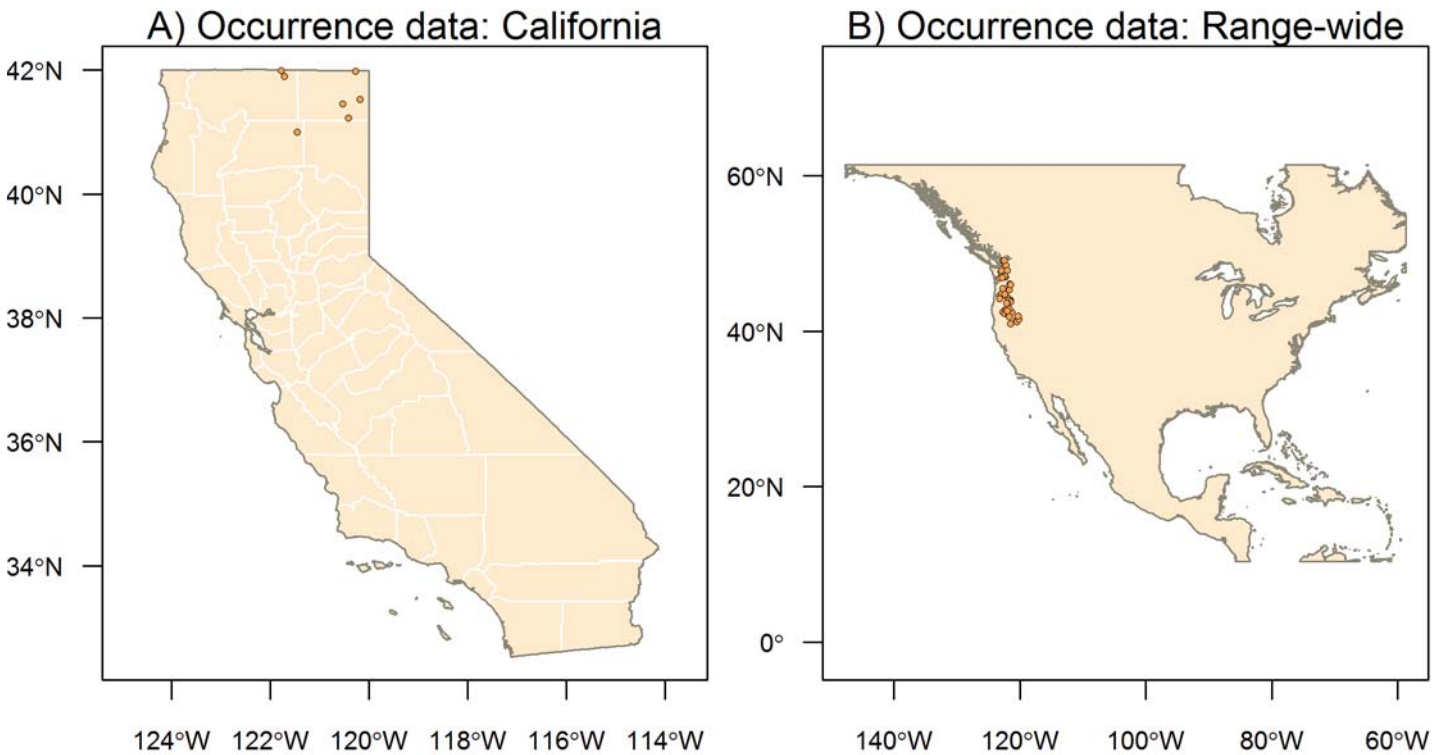 A) Occurrence data: California
42°N
40°N
38°N
36°N
34°N
124°W 122°W 120°W 118°W 116°W 114°W
B) Occurrence data: Range-wide
60°N
40°N
20°N
0°
140°W 120°W 100°W 80°W 60°W